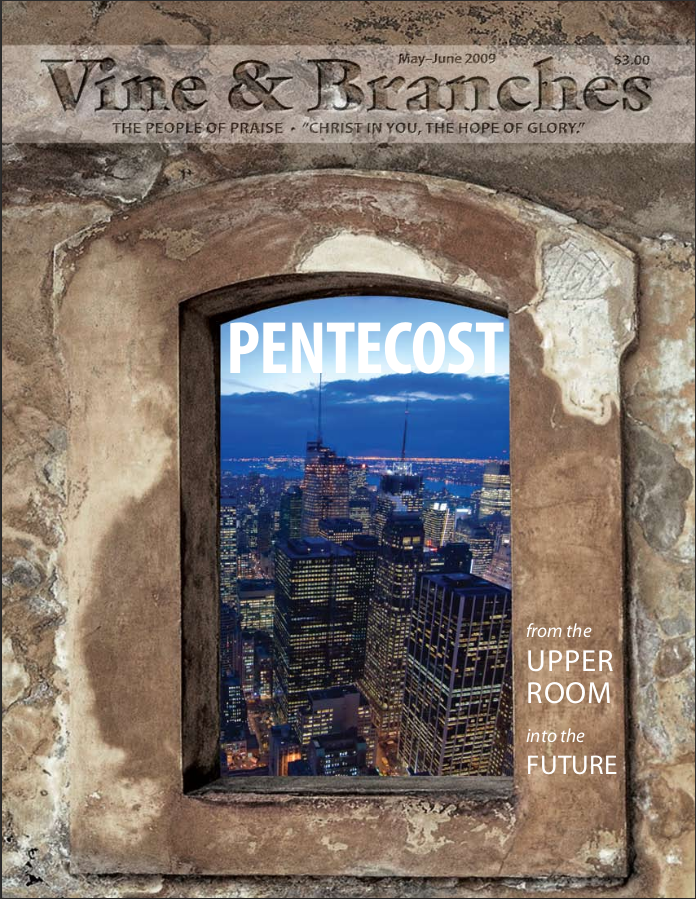 May–June 2009
$3.00
Vine & Branches
THE PEOPLE OF PRAISE • "CHRIST IN YOU, THE HOPE OF GLORY."
PENTECOST
from the
UPPER
ROOM
into the
FUTURE